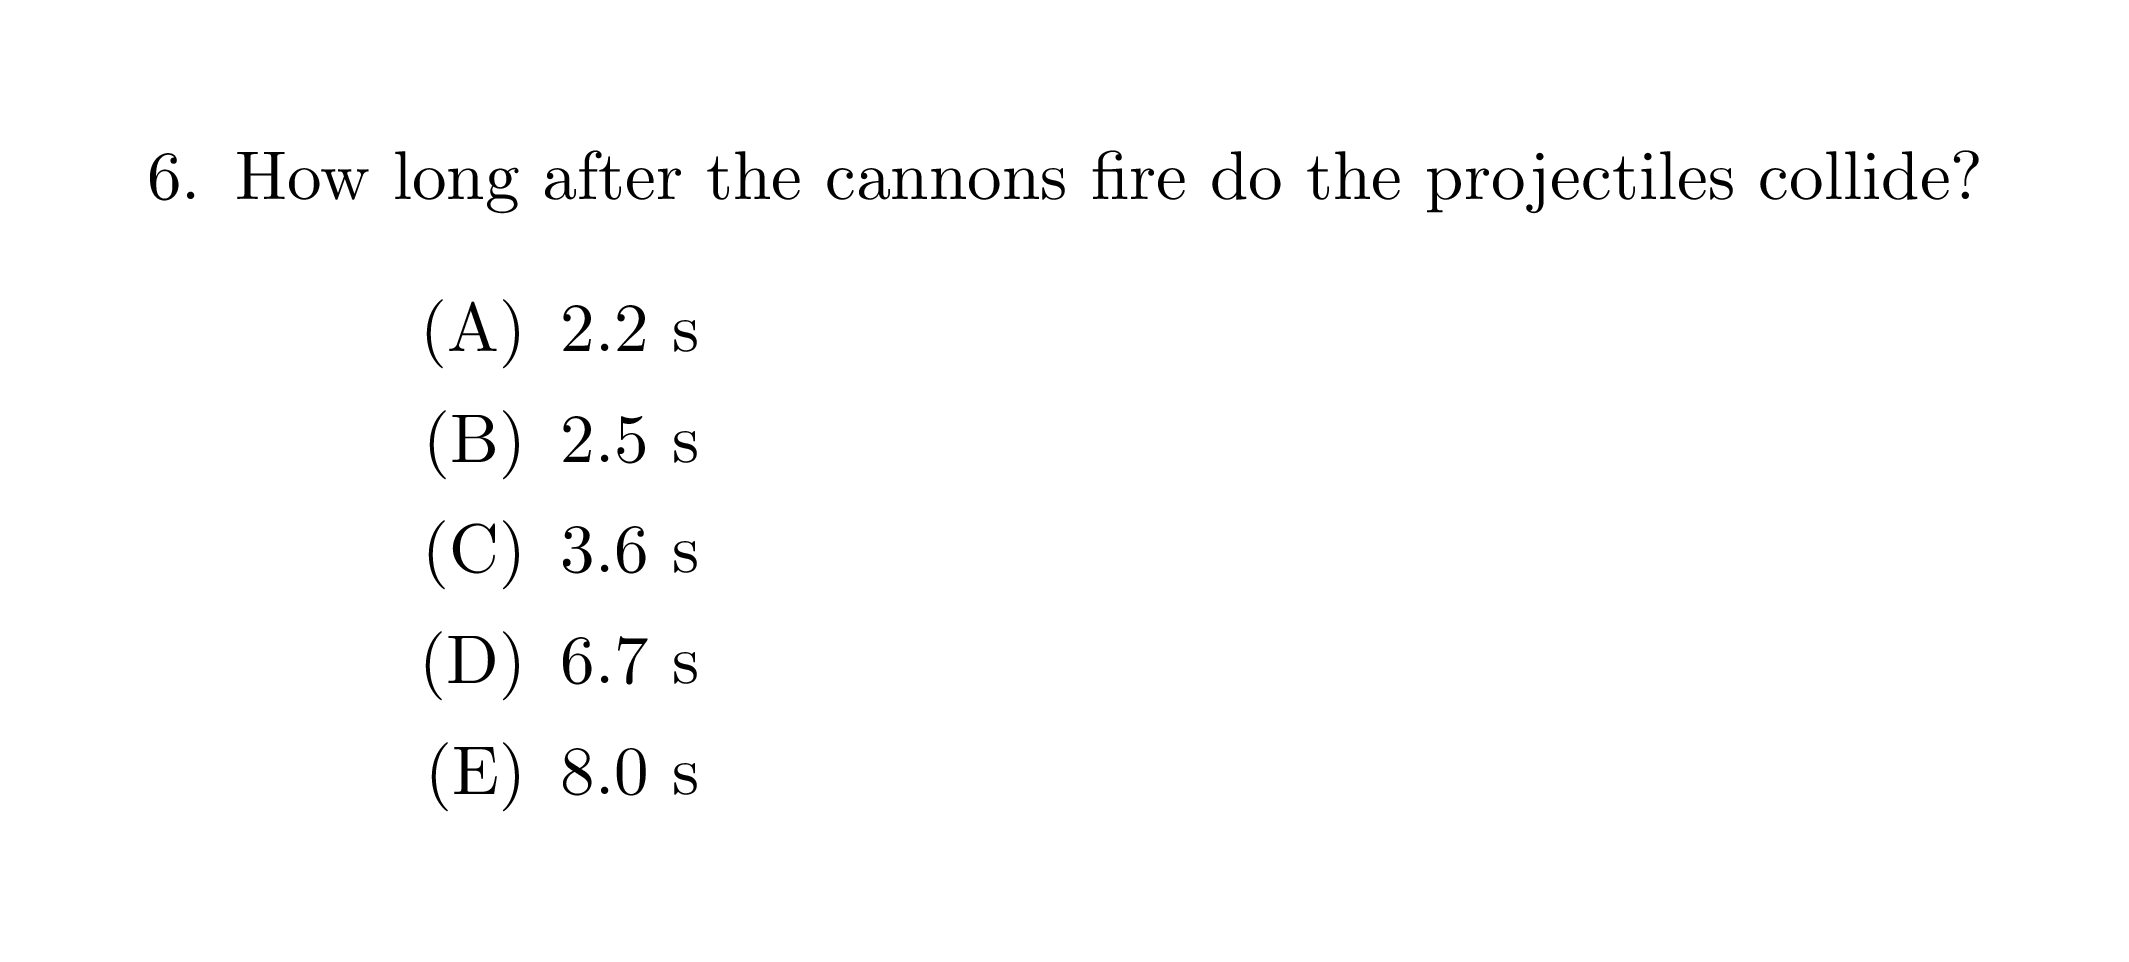 6. How long after the cannons fire do the projectiles collide?
(A) 2.2 s
(B) 2.5 s
(C) 3.6 s
(D) 6.7 s
(E) 8.0 s